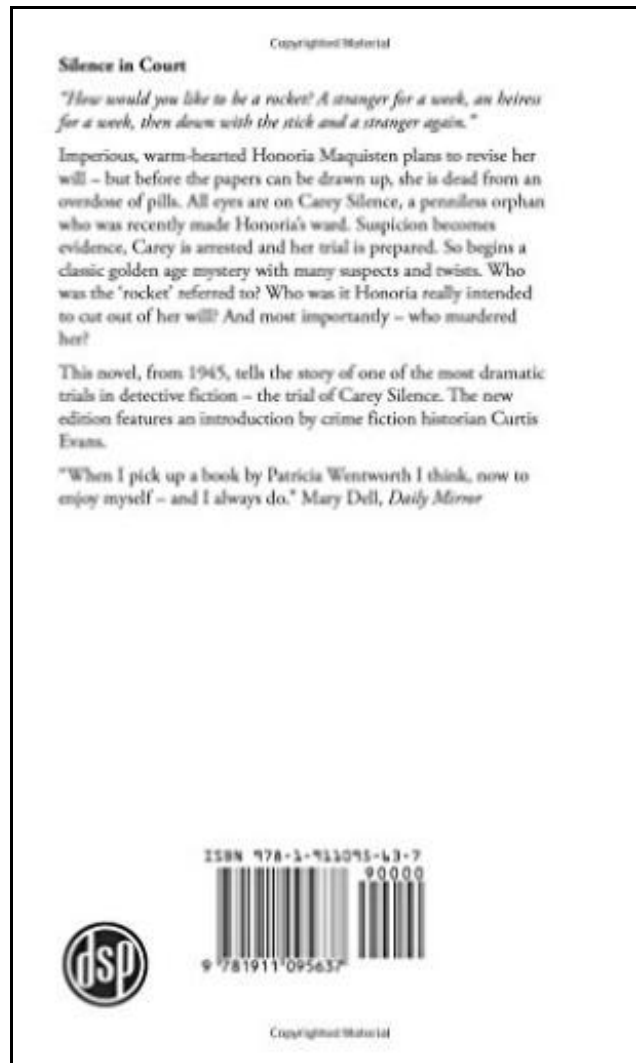 Copyrighted Material
Silence in Court
"How would you like to be a rocket? A stranger for a week, an heiress
for a week, then down with the stick and a stranger again."
Imperious, warm-hearted Honoria Maquisten plans to revise her
will – but before the papers can be drawn up, she is dead from an
overdose of pills. All eyes are on Carey Silence, a penniless orphan
who was recently made Honoria's ward. Suspicion becomes
evidence, Carey is arrested and her trial is prepared. So begins a
classic golden age mystery with many suspects and twists. Who
was the 'rocket' referred to? Who was it Honoria really intended
to cut out of her will? And most importantly – who murdered
her?
This novel, from 1945, tells the story of one of the most dramatic
trials in detective fiction – the trial of Carey Silence. The new
edition features an introduction by crime fiction historian Curtis
Evans.
"When I pick up a book by Patricia Wentworth I think, now to
enjoy myself – and I always do." Mary Dell, Daily Mirror
ISBN 978-1-911095-63-7
90000
9 781911 095637
dsp
Copyrighted Material